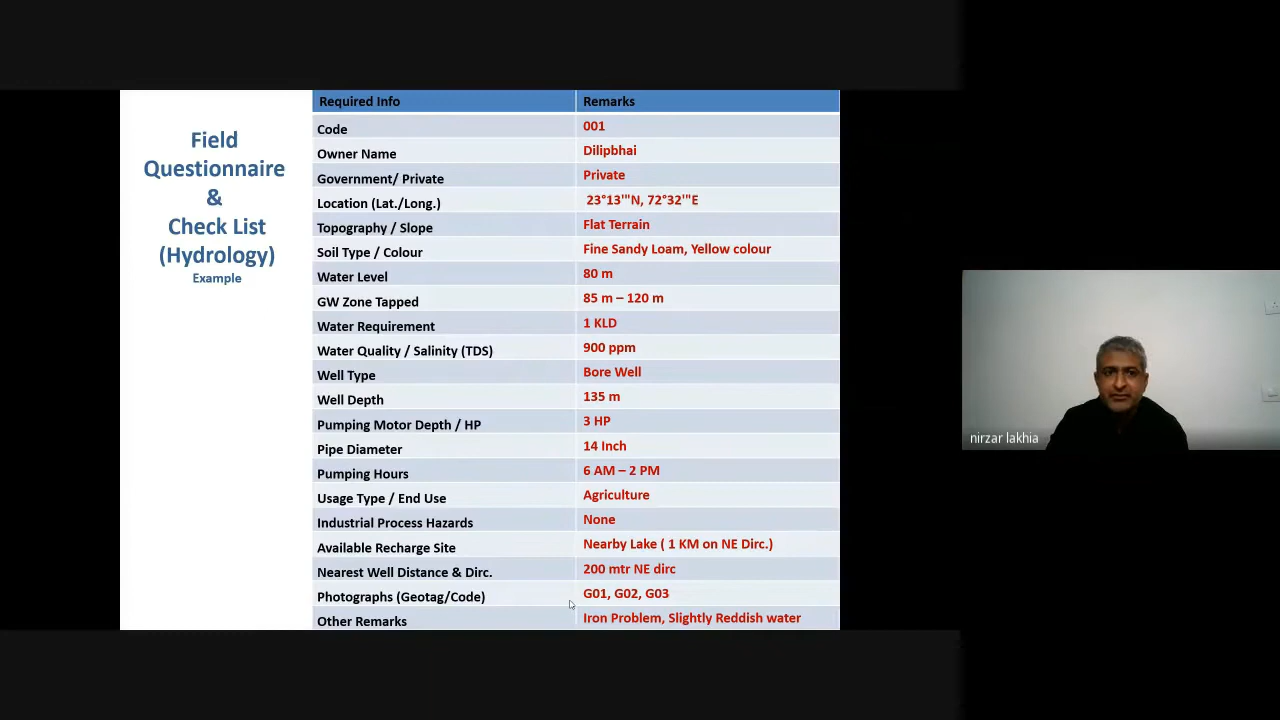 Field
Questionnaire
&
Check List
(Hydrology)
Example
Required Info Remarks
Code 001
Owner Name Dilipbhai
Government/ Private Private
Location (Lat./Long.) 23°13'"N, 72°32'"E
Topography / Slope Flat Terrain
Soil Type / Colour Fine Sandy Loam, Yellow colour
Water Level 80 m
GW Zone Tapped 85 m – 120 m
Water Requirement 1 KLD
Water Quality / Salinity (TDS) 900 ppm
Well Type Bore Well
Well Depth 135 m
Pumping Motor Depth / HP 3 HP
Pipe Diameter 14 Inch
Pumping Hours 6 AM – 2 PM
Usage Type / End Use Agriculture
Industrial Process Hazards None
Available Recharge Site Nearby Lake ( 1 KM on NE Dirc.)
Nearest Well Distance & Dirc. 200 mtr NE dirc
Photographs (Geotag/Code) G01, G02, G03
Other Remarks Iron Problem, Slightly Reddish water
nirzar lakhia